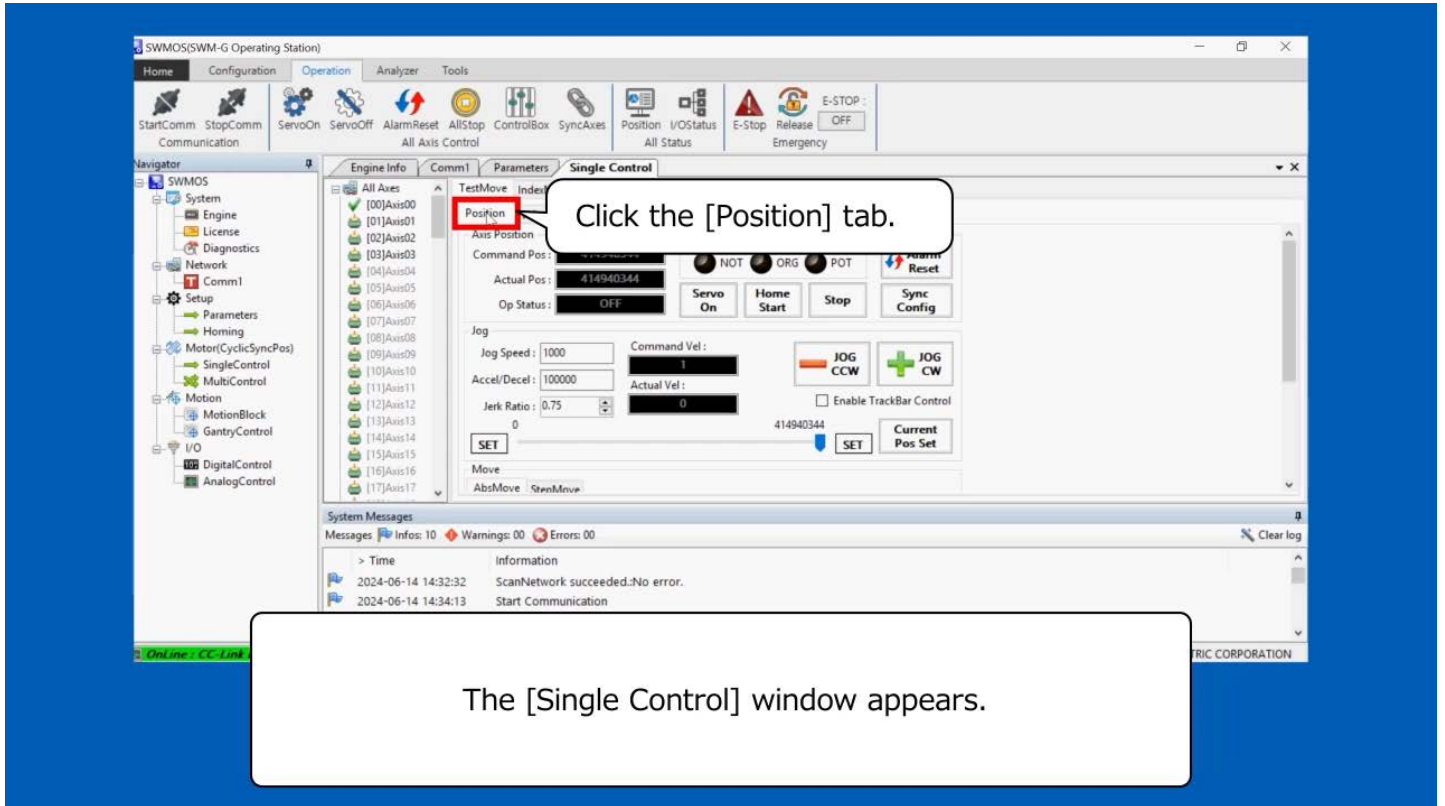 SWMOS(SWM-G Operating Station)
Home Configuration Operation Analyzer Tools
StartComm StopComm ServoOn ServoOff AlarmReset AllStop ControlBox SyncAxes Position I/OStatus E-Stop Release E-STOP : OFF
Communication All Axis Control All Status Emergency
Navigator
SWMOS
System
Engine
License
Diagnostics
Network
Comm1
Setup
Parameters
Homing
Motor(CyclicSyncPos)
SingleControl
MultiControl
Motion
MotionBlock
GantryControl
I/O
DigitalControl
AnalogControl
Engine Info Comm1 Parameters Single Control
All Axes
[00]Axis00
[01]Axis01
[02]Axis02
[03]Axis03
[04]Axis04
[05]Axis05
[06]Axis06
[07]Axis07
[08]Axis08
[09]Axis09
[10]Axis10
[11]Axis11
[12]Axis12
[13]Axis13
[14]Axis14
[15]Axis15
[16]Axis16
[17]Axis17
TestMove
Position
Click the [Position] tab.
Axis Position
Command Pos :
NOT ORG POT
Alarm Reset
Actual Pos : 414940344
Op Status : OFF
Servo On Home Start Stop Sync Config
Jog
Jog Speed : 1000
Accel/Decel : 100000
Jerk Ratio : 0.75
Command Vel :
1
Actual Vel :
0
JOG CCW JOG CW
Enable TrackBar Control
0 414940344
SET SET Current Pos Set
Move
AbsMove StepMove
System Messages
Messages Infos: 10 Warnings: 00 Errors: 00 Clear log
> Time Information
2024-06-14 14:32:32 ScanNetwork succeeded.:No error.
2024-06-14 14:34:13 Start Communication
OnLine : CC-Link
TRIC CORPORATION
The [Single Control] window appears.